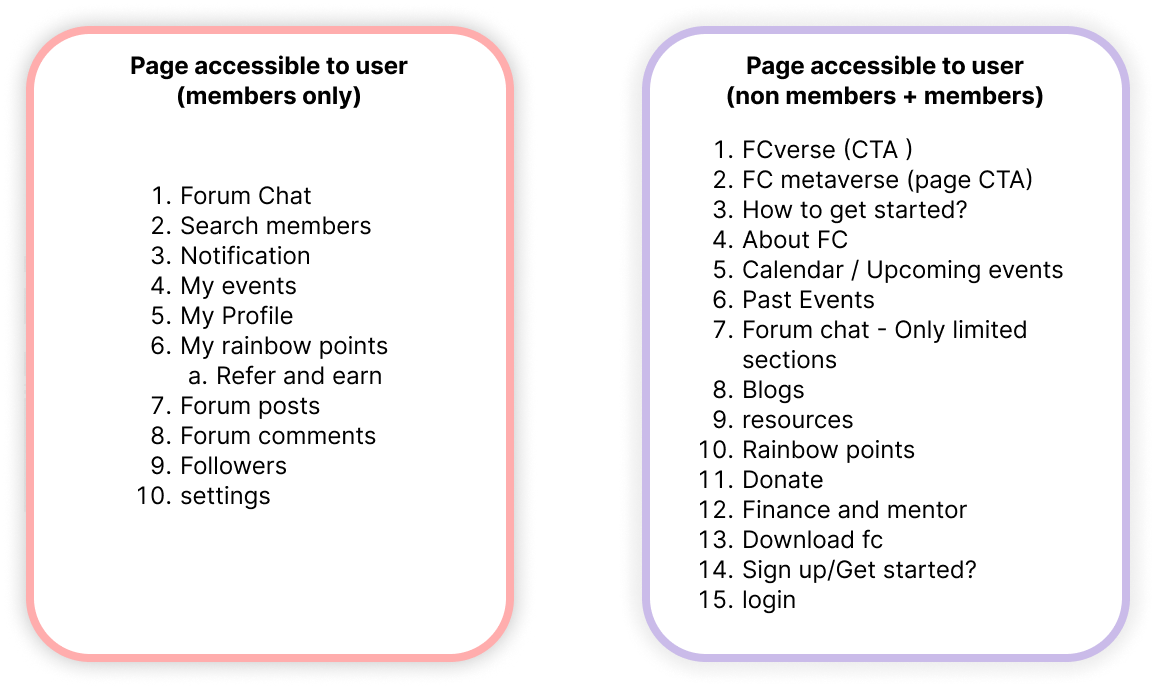 Page accessible to user
(members only)
1. Forum Chat
2. Search members
3. Notification
4. My events
5. My Profile
6. My rainbow points
a. Refer and earn
7. Forum posts
8. Forum comments
9. Followers
10. settings
Page accessible to user
(non members + members)
1. FCverse (CTA )
2. FC metaverse (page CTA)
3. How to get started?
4. About FC
5. Calendar / Upcoming events
6. Past Events
7. Forum chat - Only limited
sections
8. Blogs
9. resources
10. Rainbow points
11. Donate
12. Finance and mentor
13. Download fc
14. Sign up/Get started?
15. login